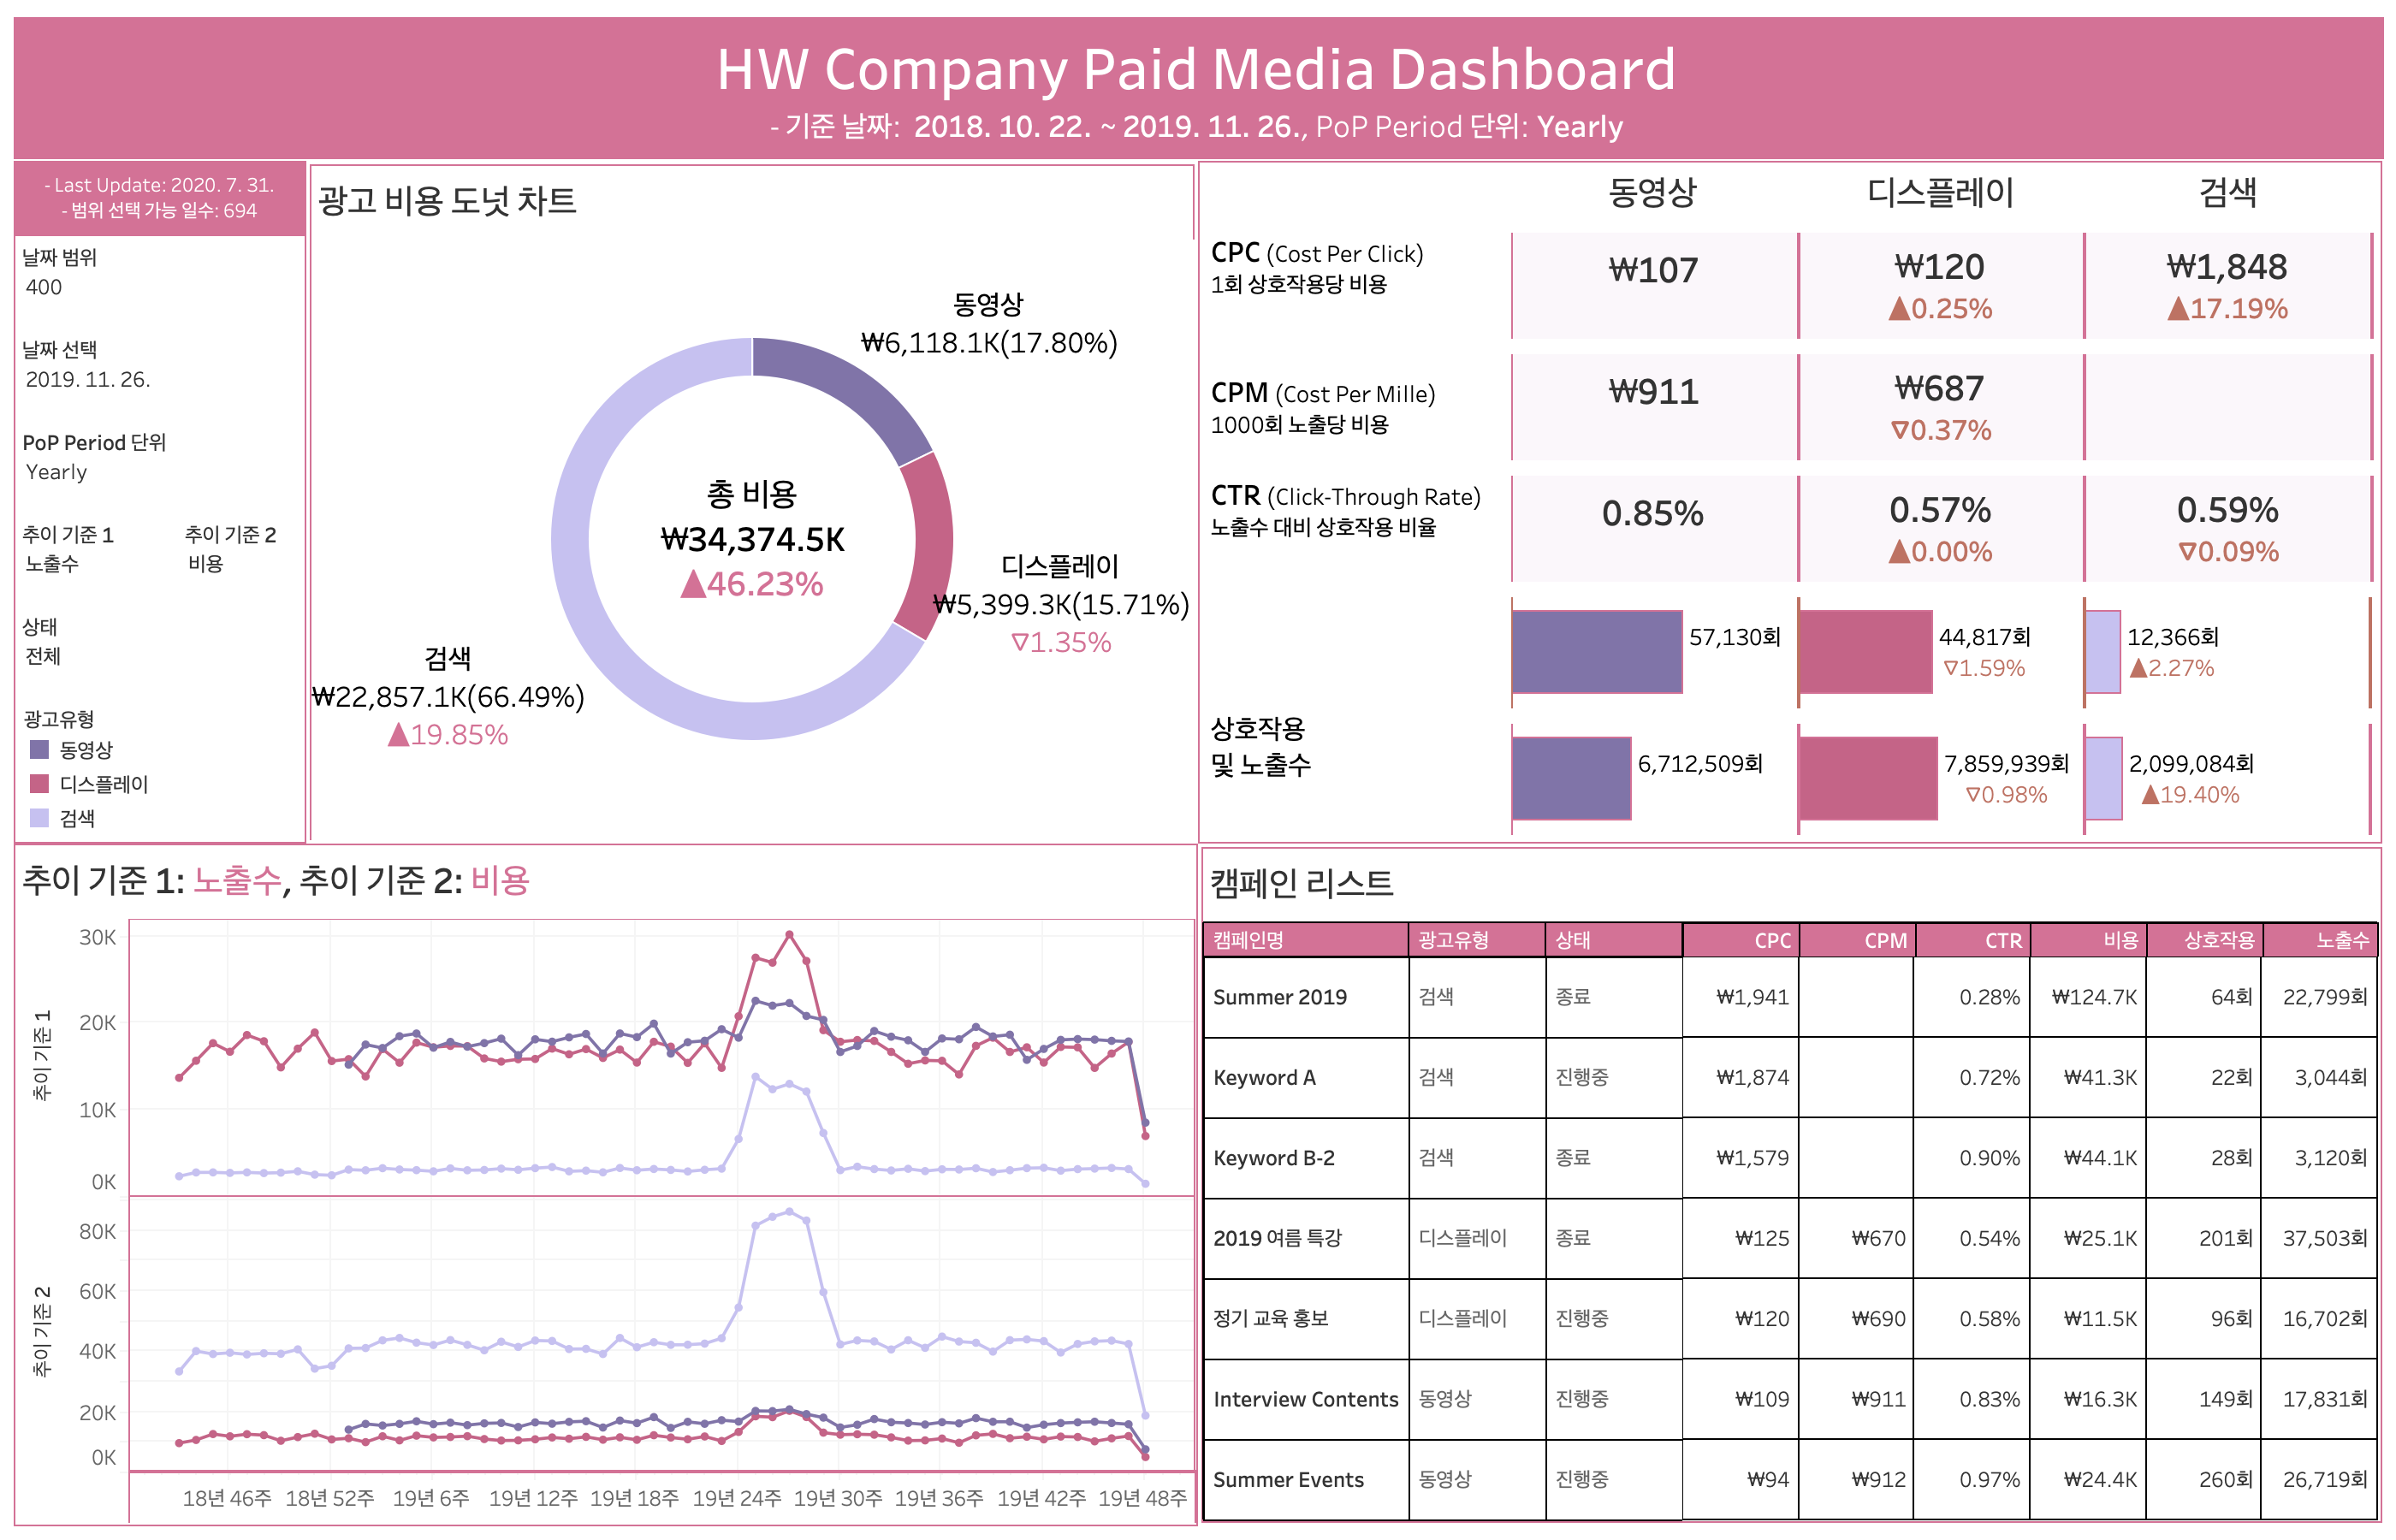 HW Company Paid Media Dashboard
- 기준 날짜: 2018. 10. 22. ~ 2019. 11. 26., PoP Period 단위: Yearly
- Last Update: 2020. 7. 31.
- 범위 선택 가능 일수: 694
날짜 범위
400
날짜 선택
2019. 11. 26.
PoP Period 단위
Yearly
추이 기준 1 추이 기준 2
노출수 비용
상태
전체
광고유형
동영상
디스플레이
검색
광고 비용 도넛 차트
동영상
₩6,118.1K(17.80%)
총 비용
₩34,374.5K
▲46.23%
디스플레이
₩5,399.3K(15.71%)
▽1.35%
검색
₩22,857.1K(66.49%)
▲19.85%
동영상 디스플레이 검색
CPC (Cost Per Click)
1회 상호작용당 비용
₩107 ₩120 ₩1,848
▲0.25% ▲17.19%
CPM (Cost Per Mille)
1000회 노출당 비용
₩911 ₩687
▽0.37%
CTR (Click-Through Rate)
노출수 대비 상호작용 비율
0.85% 0.57% 0.59%
▲0.00% ▽0.09%
상호작용
및 노출수
57,130회 44,817회 12,366회
▽1.59% ▲2.27%
6,712,509회 7,859,939회 2,099,084회
▽0.98% ▲19.40%
추이 기준 1: 노출수, 추이 기준 2: 비용
추이 기준 1
30K
20K
10K
0K
추이 기준 2
80K
60K
40K
20K
0K
18년 46주 18년 52주 19년 6주 19년 12주 19년 18주 19년 24주 19년 30주 19년 36주 19년 42주 19년 48주
캠페인 리스트
캠페인명 광고유형 상태 CPC CPM CTR 비용 상호작용 노출수
Summer 2019 검색 종료 ₩1,941 0.28% ₩124.7K 64회 22,799회
Keyword A 검색 진행중 ₩1,874 0.72% ₩41.3K 22회 3,044회
Keyword B-2 검색 종료 ₩1,579 0.90% ₩44.1K 28회 3,120회
2019 여름 특강 디스플레이 종료 ₩125 ₩670 0.54% ₩25.1K 201회 37,503회
정기 교육 홍보 디스플레이 진행중 ₩120 ₩690 0.58% ₩11.5K 96회 16,702회
Interview Contents 동영상 진행중 ₩109 ₩911 0.83% ₩16.3K 149회 17,831회
Summer Events 동영상 진행중 ₩94 ₩912 0.97% ₩24.4K 260회 26,719회